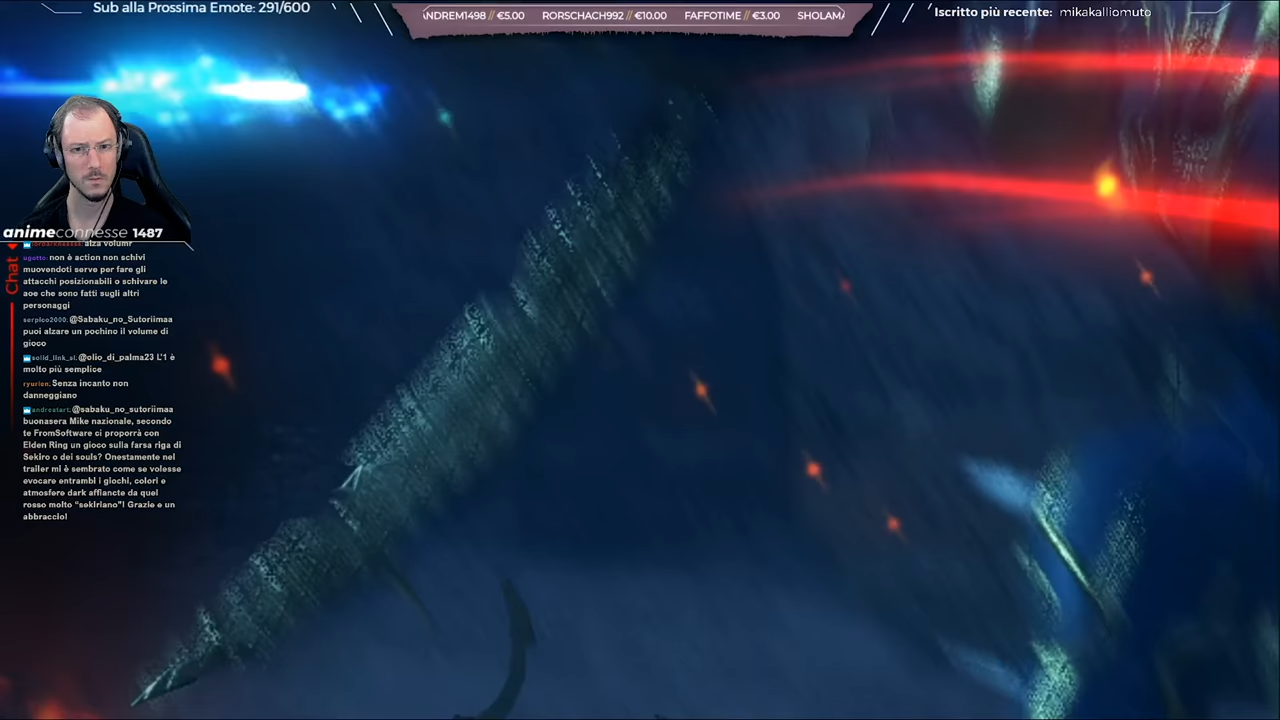 Sub alla Prossima Emote: 291/600
NDREM1498 // €5.00 RORSCHACH992 // €10.00 FAFFOTIME // €3.00 SHOLAMA
Iscritto più recente: mikakalliomuto
animeconnesse 1487
Chat
alza volumr
ugotto: non è action non schivi
muovendoti serve per fare gli
attacchi posizionabili o schivare le
aoe che sono fatti sugli altri
personaggi
serpico2000: @Sabaku_no_Sutoriimaa
puoi alzare un pochino il volume di
gioco
solid_link_sl: @olio_di_palma23 L'1 è
molto più semplice
ryurion: Senza incanto non
danneggiano
androstart: @sabaku_no_sutoriimaa
buonasera Mike nazionale, secondo
te FromSoftware ci proporrà con
Elden Ring un gioco sulla farsa riga di
Sekiro o dei souls? Onestamente nel
trailer mi è sembrato come se volesse
evocare entrambi i giochi, colori e
atmosfere dark affiancte da quel
rosso molto "sekiriano"! Grazie e un
abbraccio!